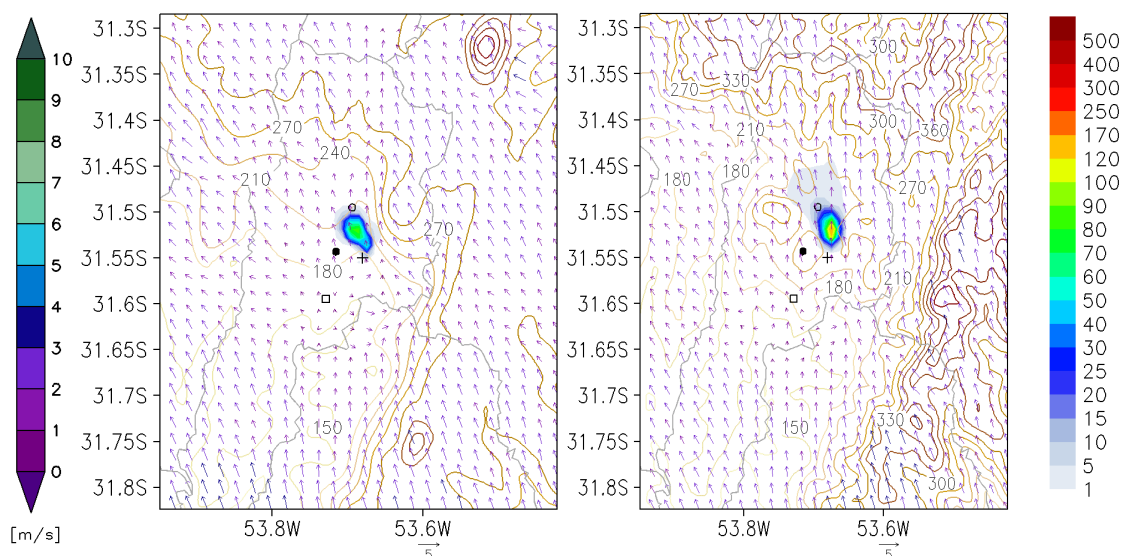 10
9
8
7
6
5
4
3
2
1
0
[m/s]
31.3S
31.35S
31.4S
31.45S
31.5S
31.55S
31.6S
31.65S
31.7S
31.75S
31.8S
270
240
210
270
180
150
53.8W
53.6W
5
31.3S
31.35S
31.4S
31.45S
31.5S
31.55S
31.6S
31.65S
31.7S
31.75S
31.8S
300
330
270
210
300
360
180
180
270
210
180
330
150
300
53.8W
53.6W
5
500
400
300
250
170
120
100
90
80
70
60
50
40
30
25
20
15
10
5
1